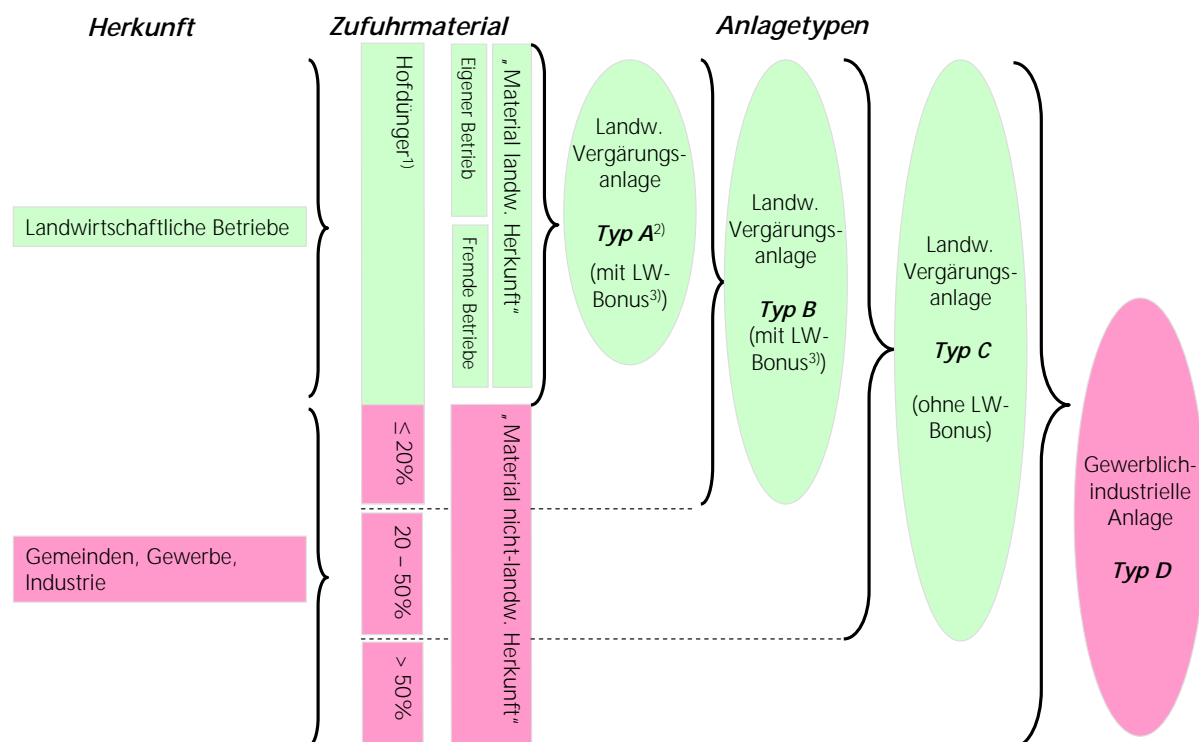 Herkunft
Zufuhrmaterial
Anlagetypen
Landwirtschaftliche Betriebe
Gemeinden, Gewerbe,
Industrie
Hofdünger1)
≤ 20%
20 – 50%
> 50%
Eigener Betrieb
Fremde Betriebe
„Material landw. Herkunft“
„Material nicht-landw. Herkunft“
Landw.
Vergärungs-
anlage
Typ A2)
(mit LW-
Bonus3))
Landw.
Vergärungs-
anlage
Typ B
(mit LW-
Bonus3))
Landw.
Vergärungs-
anlage
Typ C
(ohne LW-
Bonus)
Gewerblich-
industrielle
Anlage
Typ D